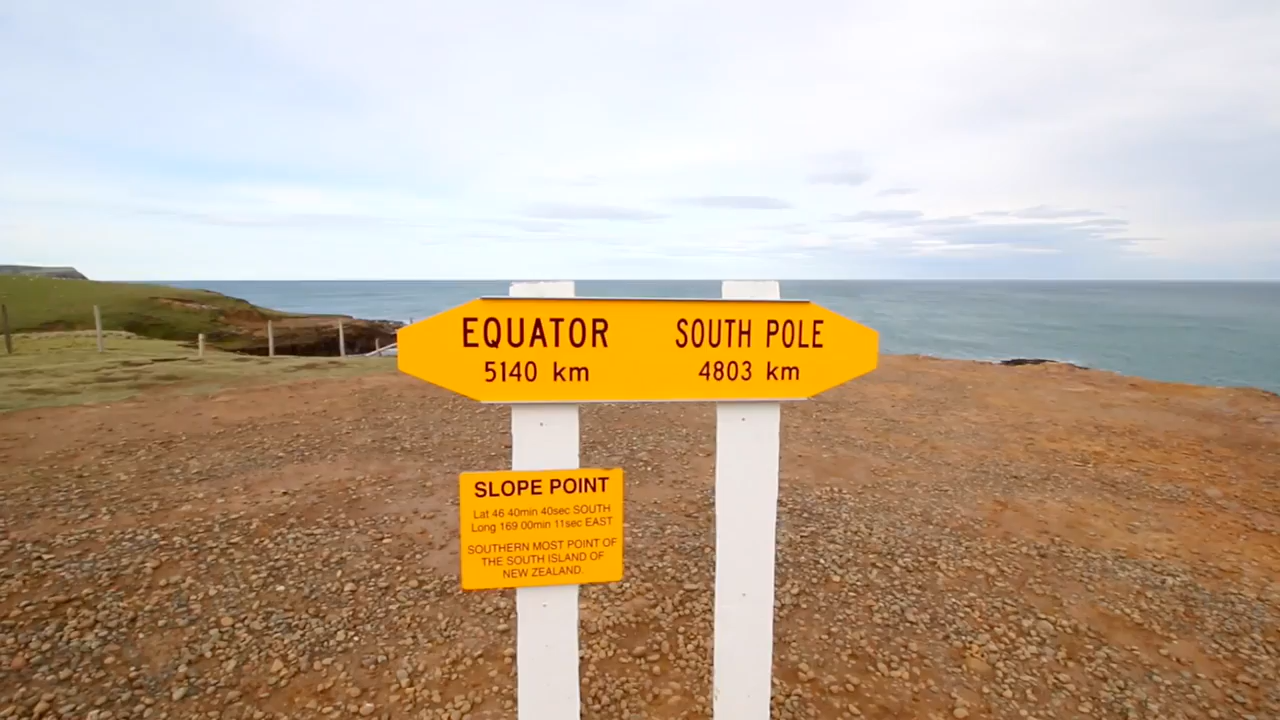 EQUATOR SOUTH POLE
5140 km 4803 km
SLOPE POINT
Lat 46 40min 40sec SOUTH
Long 169 00min 11sec EAST
SOUTHERN MOST POINT OF
THE SOUTH ISLAND OF
NEW ZEALAND.